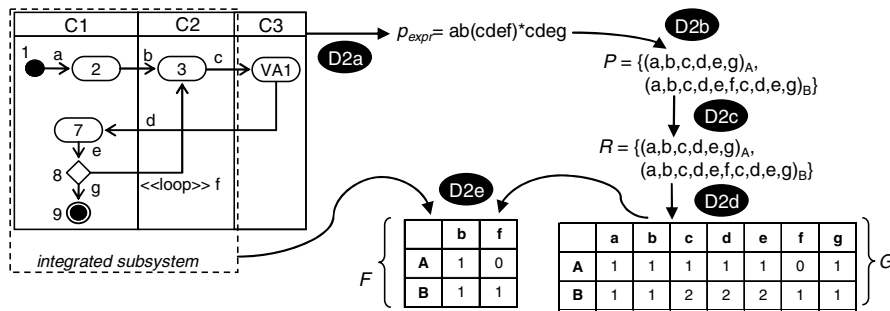 C1 C2 C3
1 a 2 b 3 c VA1
7 d
e
8
g <<loop>> f
9
integrated subsystem
D2a
p_expr= ab(cdef)*cdeg
D2b
P = {(a,b,c,d,e,g)_A,
(a,b,c,d,e,f,c,d,e,g)_B}
D2c
R = {(a,b,c,d,e,g)_A,
(a,b,c,d,e,f,c,d,e,g)_B}
D2d
D2e
F
b f
A 1 0
B 1 1
a b c d e f g
A 1 1 1 1 1 0 1
B 1 1 2 2 2 1 1
G